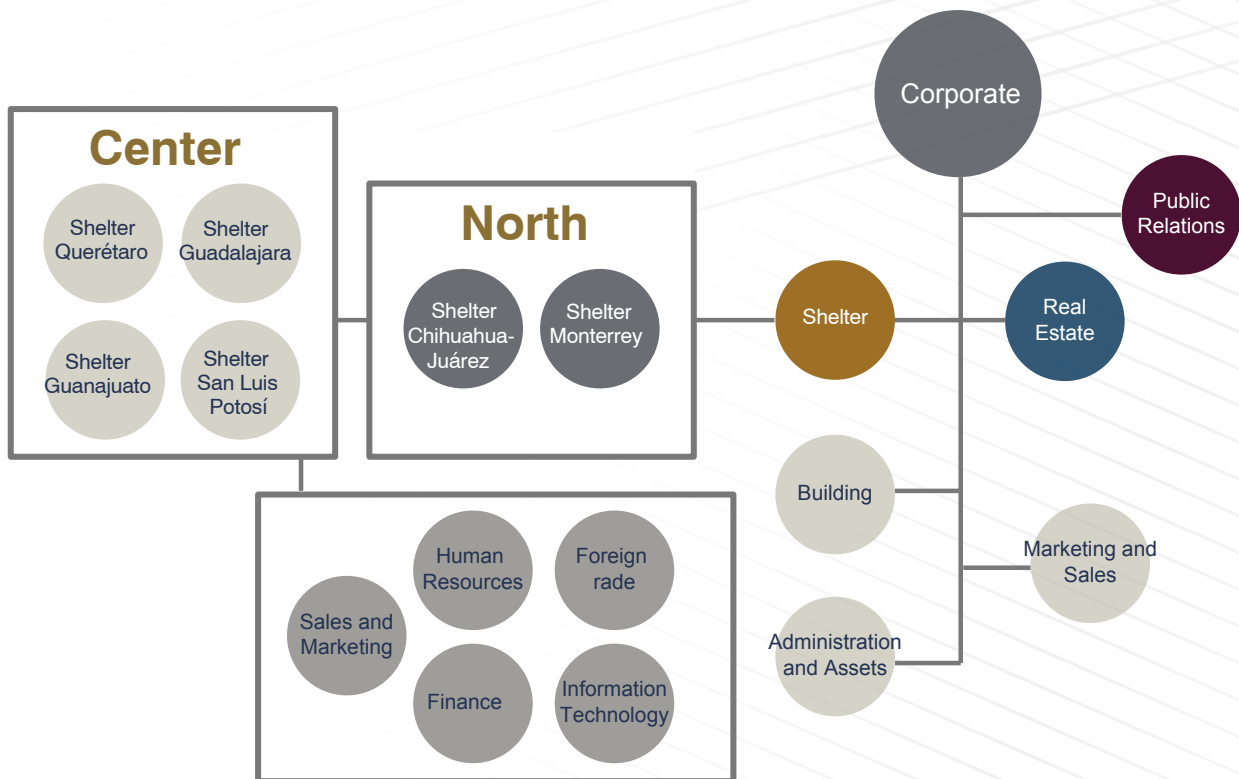 Corporate
Center
Shelter
Querétaro
Shelter
Guadalajara
Shelter
Guanajuato
Shelter
San Luis
Potosí
North
Shelter
Chihuahua-
Juárez
Shelter
Monterrey
Shelter
Public
Relations
Real
Estate
Building
Marketing and
Sales
Administration
and Assets
Sales and
Marketing
Human
Resources
Foreign
rade
Finance
Information
Technology